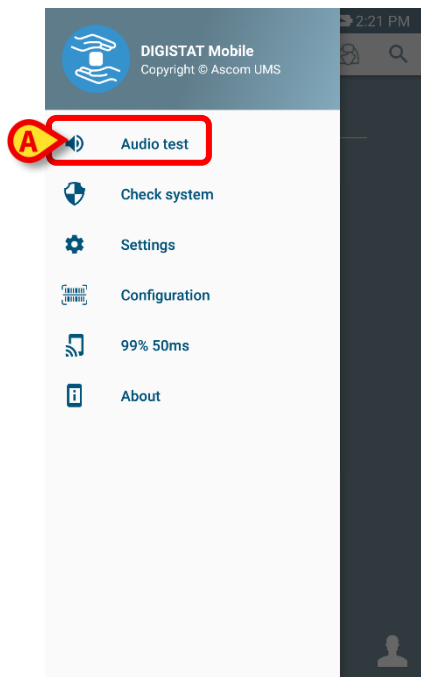 2:21 PM
DIGISTAT Mobile
Copyright © Ascom UMS
A
Audio test
Check system
Settings
Configuration
99% 50ms
About